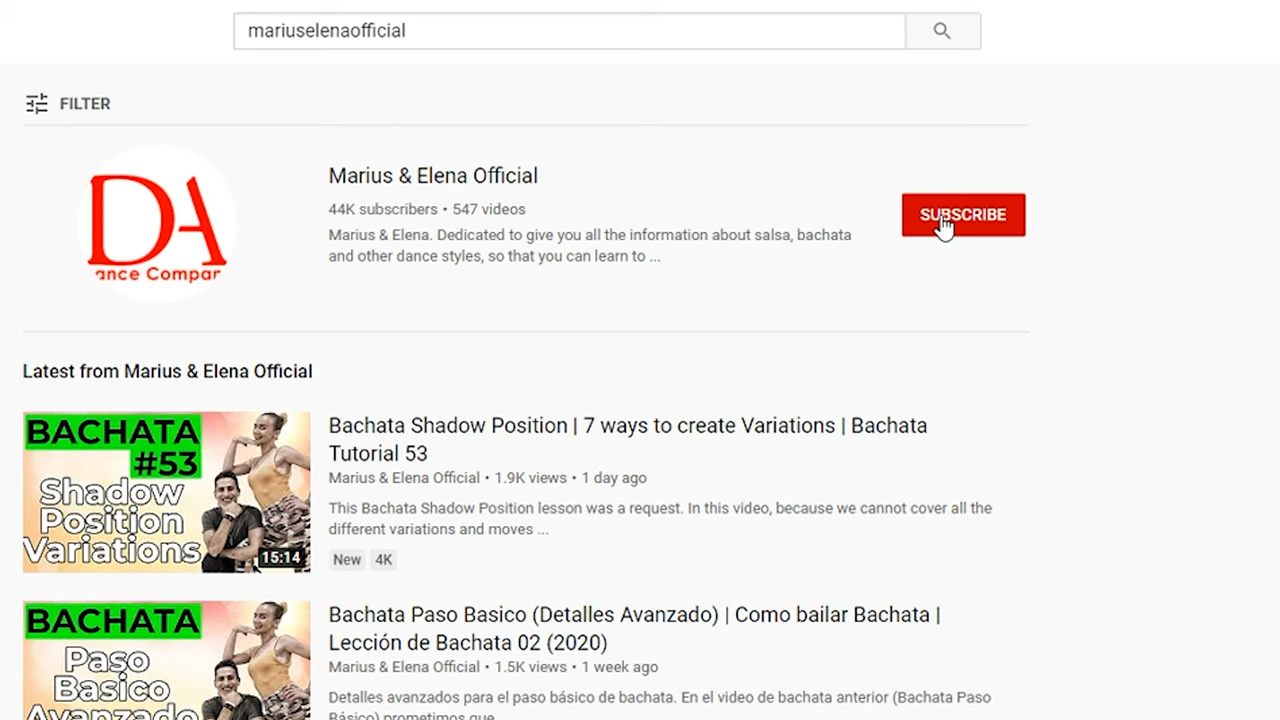 mariuselenaofficial
FILTER
DA
ance Compar
Marius & Elena Official
44K subscribers • 547 videos
Marius & Elena. Dedicated to give you all the information about salsa, bachata
and other dance styles, so that you can learn to ...
SUBSCRIBE
Latest from Marius & Elena Official
BACHATA
#53
Shadow
Position
Variations
15:14
Bachata Shadow Position | 7 ways to create Variations | Bachata
Tutorial 53
Marius & Elena Official • 1.9K views • 1 day ago
This Bachata Shadow Position lesson was a request. In this video, because we cannot cover all the
different variations and moves ...
New 4K
BACHATA
Paso
Basico
Avanzado
Bachata Paso Basico (Detalles Avanzado) | Como bailar Bachata |
Lección de Bachata 02 (2020)
Marius & Elena Official • 1.5K views • 1 week ago
Detalles avanzados para el paso básico de bachata. En el video de bachata anterior (Bachata Paso
Básico) prometimos que